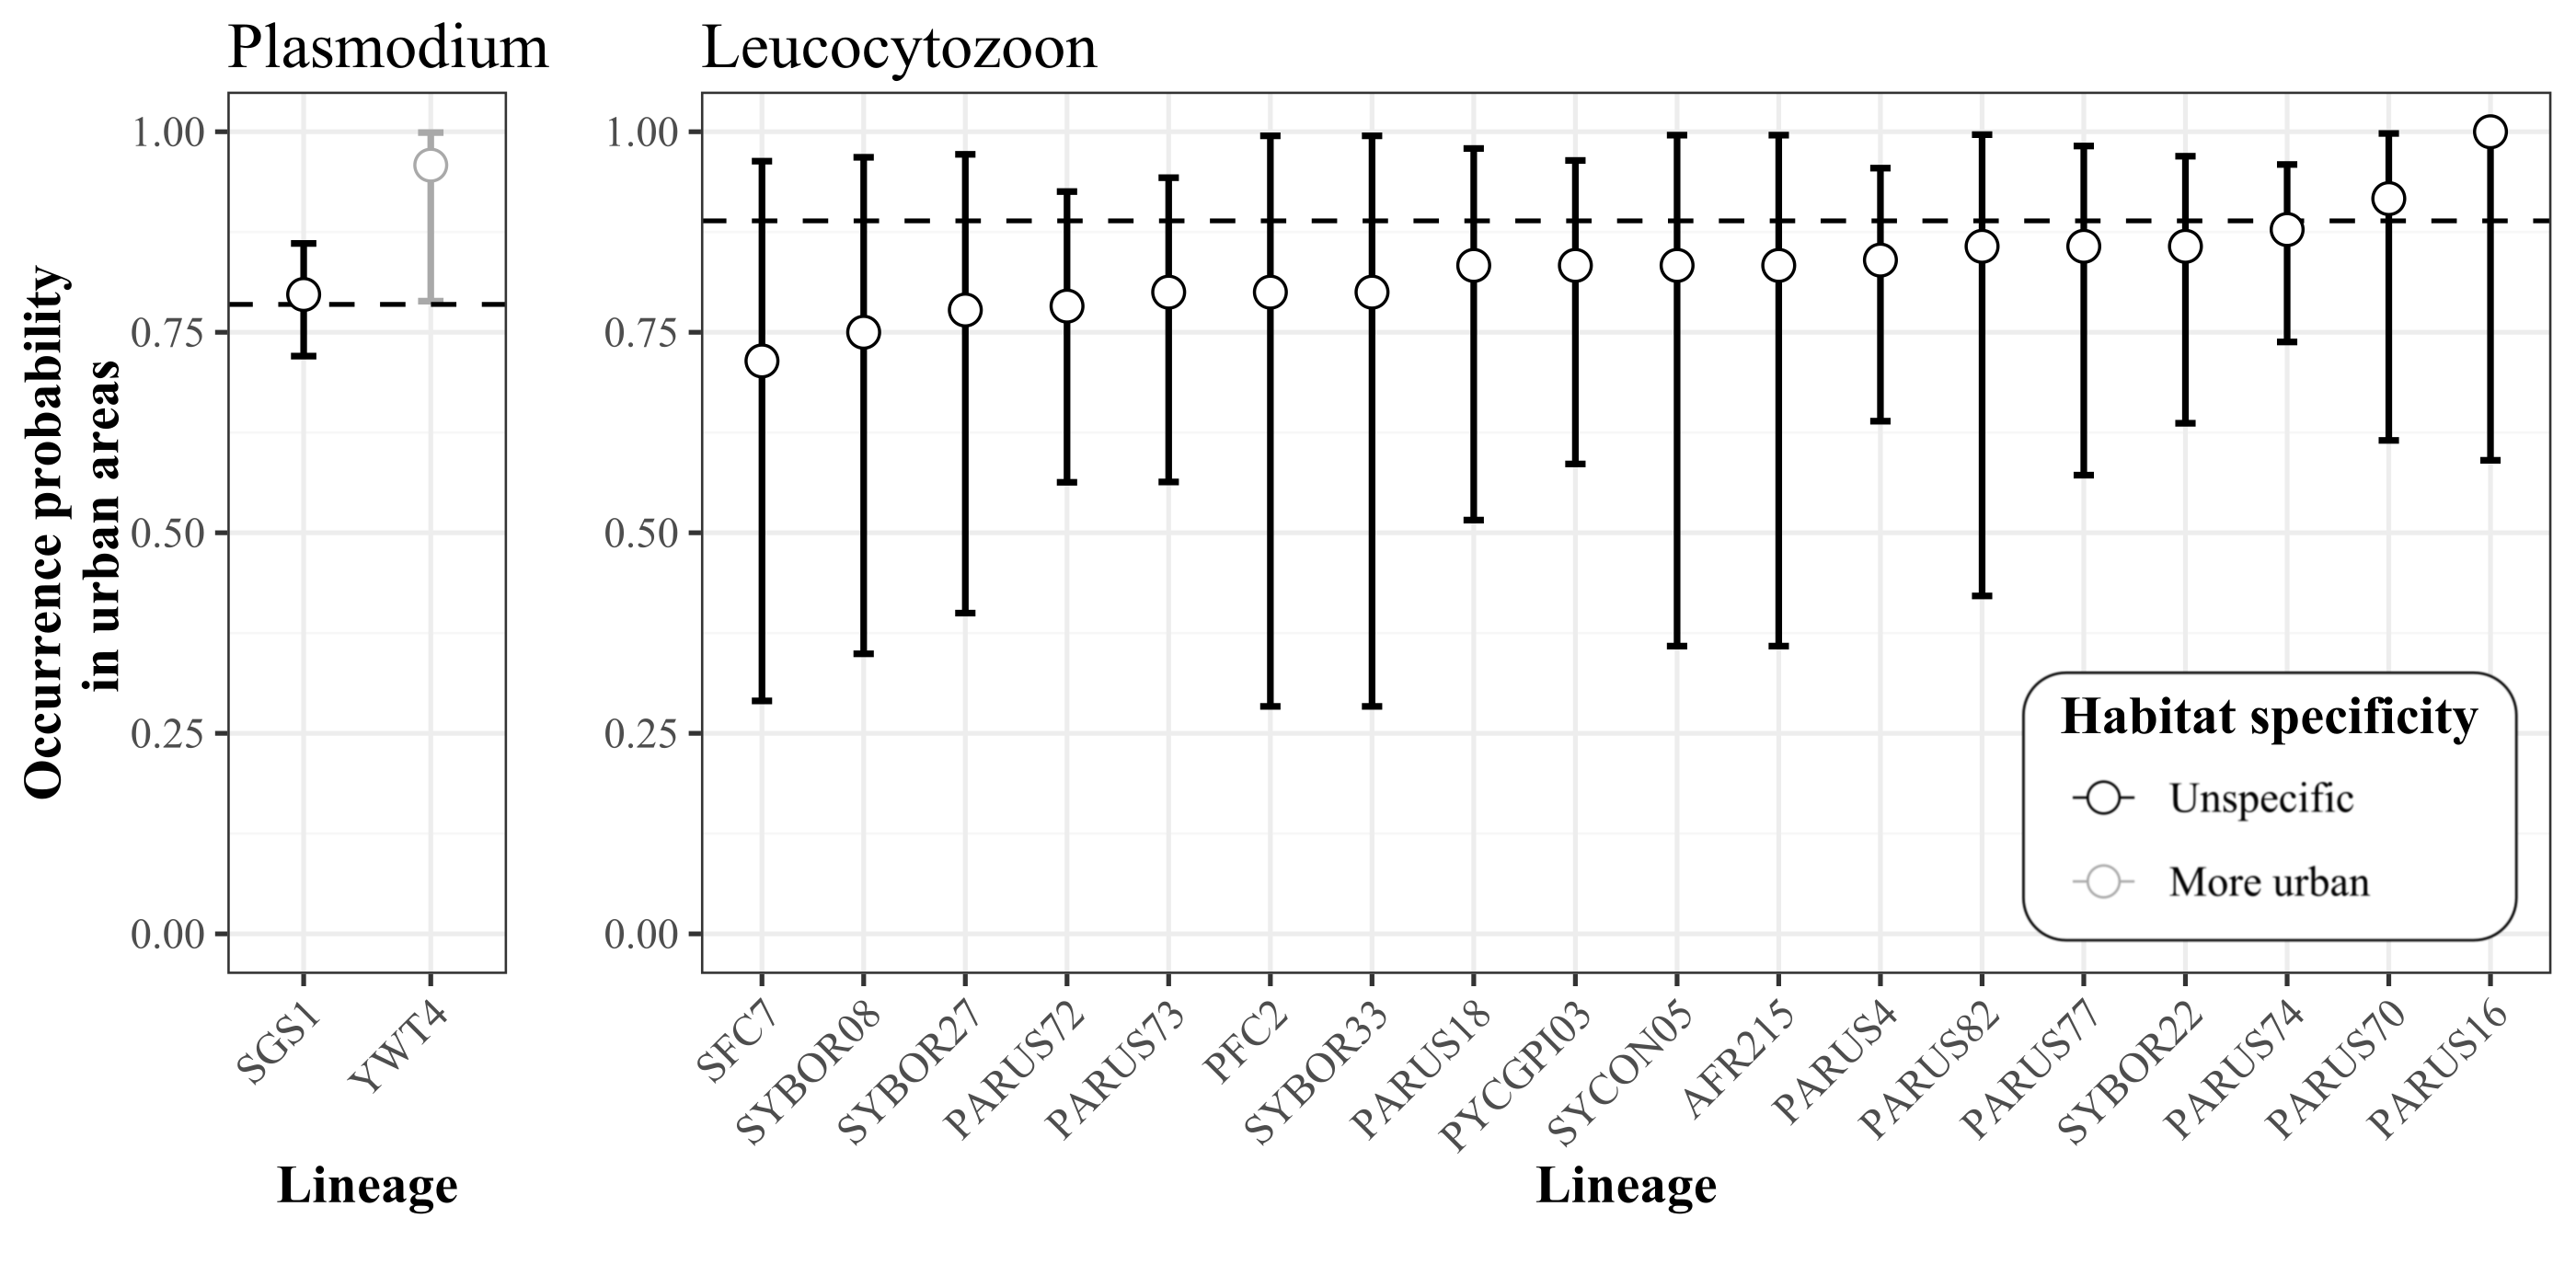 Plasmodium
Leucocytozoon
Occurrence probability
in urban areas
1.00
0.75
0.50
0.25
0.00
1.00
0.75
0.50
0.25
0.00
Habitat specificity
Unspecific
More urban
SGS1
YWT4
SFC7
SYBOR08
SYBOR27
PARUS72
PARUS73
PFC2
SYBOR33
PARUS18
PYCGPI03
SYCON05
AFR215
PARUS4
PARUS82
PARUS77
SYBOR22
PARUS74
PARUS70
PARUS16
Lineage
Lineage